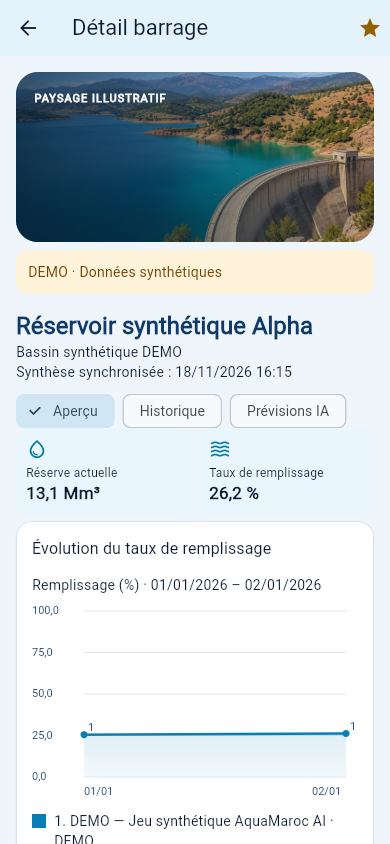 Détail barrage
PAYSAGE ILLUSTRATIF
DEMO · Données synthétiques
Réservoir synthétique Alpha
Bassin synthétique DEMO
Synthèse synchronisée : 18/11/2026 16:15
Aperçu
Historique
Prévisions IA
Réserve actuelle
13,1 Mm³
Taux de remplissage
26,2 %
Évolution du taux de remplissage
Remplissage (%) · 01/01/2026 – 02/01/2026
100,0
75,0
50,0
25,0
0,0
1
1
01/01
02/01
1. DEMO — Jeu synthétique AquaMaroc AI ·
DEMO